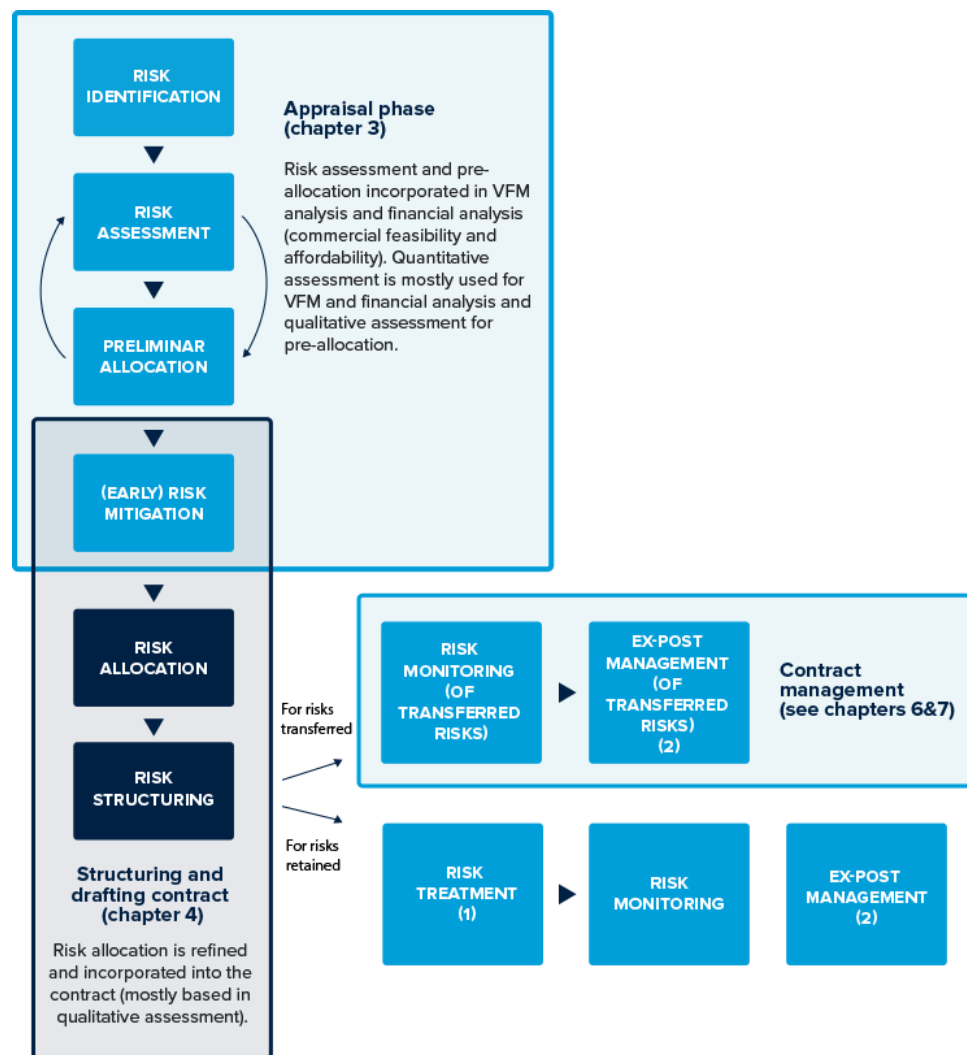 RISK
IDENTIFICATION
Appraisal phase
(chapter 3)
Risk assessment and pre-
allocation incorporated in VFM
analysis and financial analysis
(commercial feasibility and
affordability). Quantitative
assessment is mostly used for
VFM and financial analysis and
qualitative assessment for
pre-allocation.
RISK
ASSESSMENT
PRELIMINAR
ALLOCATION
(EARLY) RISK
MITIGATION
RISK
ALLOCATION
RISK
STRUCTURING
Structuring and
drafting contract
(chapter 4)
Risk allocation is refined
and incorporated into the
contract (mostly based in
qualitative assessment).
For risks
transferred
RISK
MONITORING
(OF
TRANSFERRED
RISKS)
EX-POST
MANAGEMENT
(OF
TRANSFERRED
RISKS)
(2)
Contract
management
(see chapters 6&7)
For risks
retained
RISK
TREATMENT
(1)
RISK
MONITORING
EX-POST
MANAGEMENT
(2)